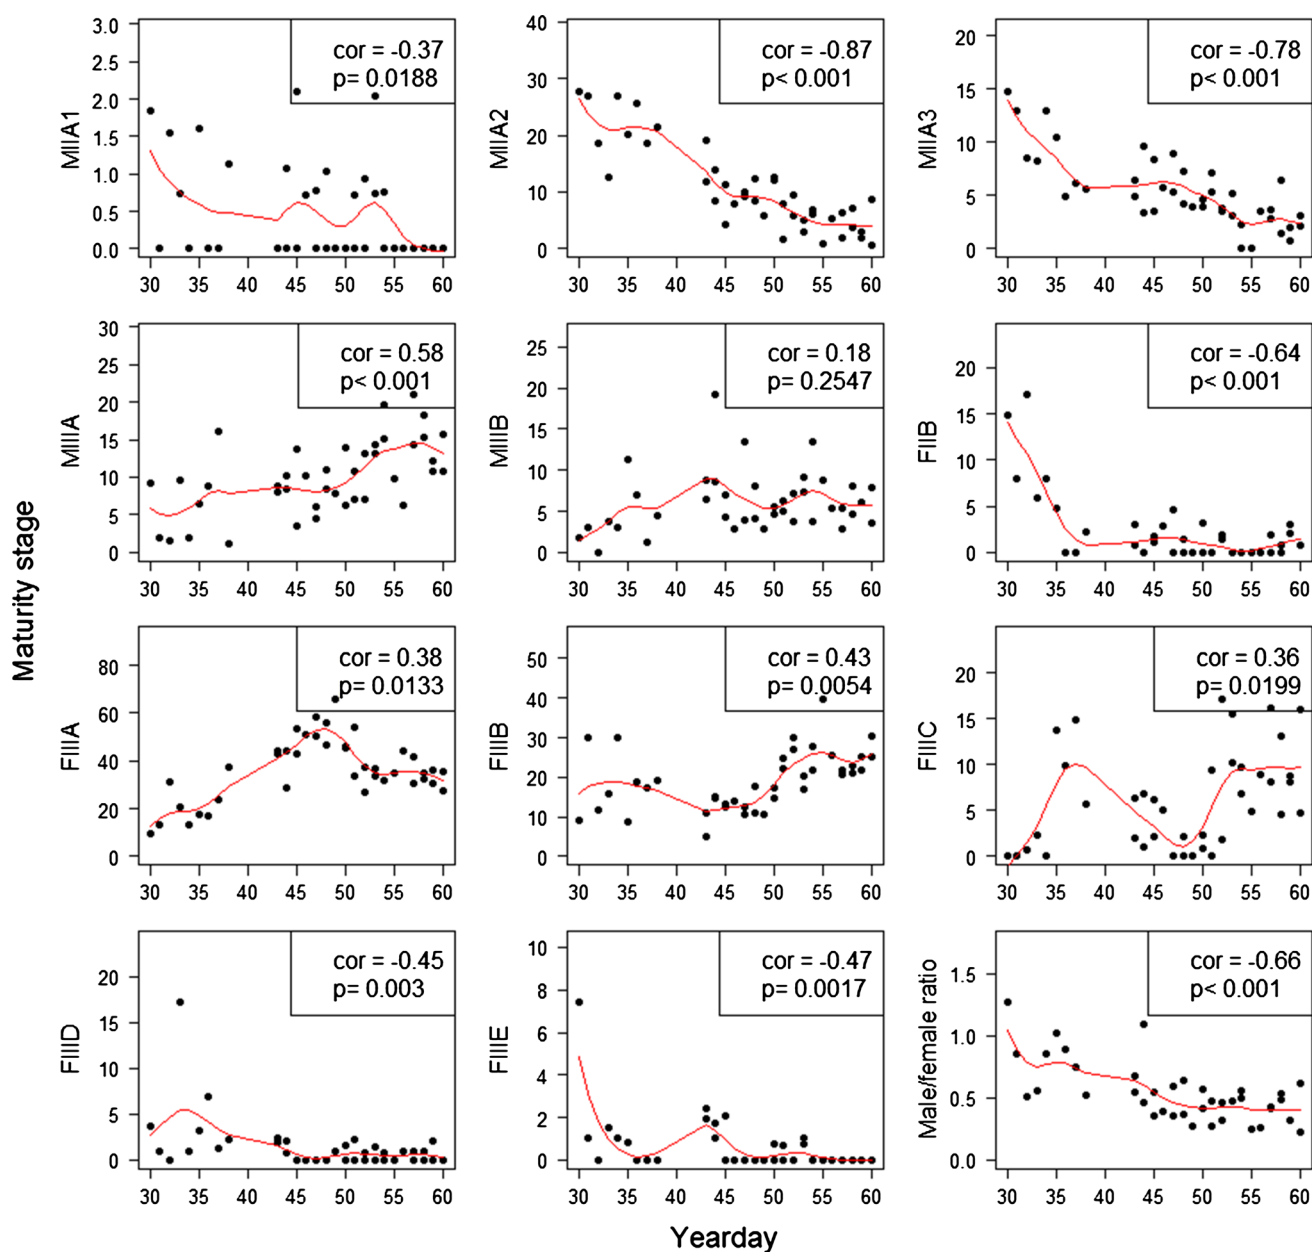 Maturity stage
MIIA1
3.0
2.5
2.0
1.5
1.0
0.5
0.0
cor = -0.37
p= 0.0188
30 35 40 45 50 55 60
MIIA2
40
30
20
10
0
cor = -0.87
p< 0.001
30 35 40 45 50 55 60
MIIA3
20
15
10
5
0
cor = -0.78
p< 0.001
30 35 40 45 50 55 60
MIIIA
30
25
20
15
10
5
0
cor = 0.58
p< 0.001
30 35 40 45 50 55 60
MIIIB
25
20
15
10
5
0
cor = 0.18
p= 0.2547
30 35 40 45 50 55 60
FIIB
20
15
10
5
0
cor = -0.64
p< 0.001
30 35 40 45 50 55 60
FIIIA
80
60
40
20
0
cor = 0.38
p= 0.0133
30 35 40 45 50 55 60
FIIIB
50
40
30
20
10
0
cor = 0.43
p= 0.0054
30 35 40 45 50 55 60
FIIIC
20
15
10
5
0
cor = 0.36
p= 0.0199
30 35 40 45 50 55 60
FIIID
20
15
10
5
0
cor = -0.45
p= 0.003
30 35 40 45 50 55 60
FIIIE
10
8
6
4
2
0
cor = -0.47
p= 0.0017
30 35 40 45 50 55 60
Male/female ratio
1.5
1.0
0.5
0.0
cor = -0.66
p< 0.001
30 35 40 45 50 55 60
Yearday